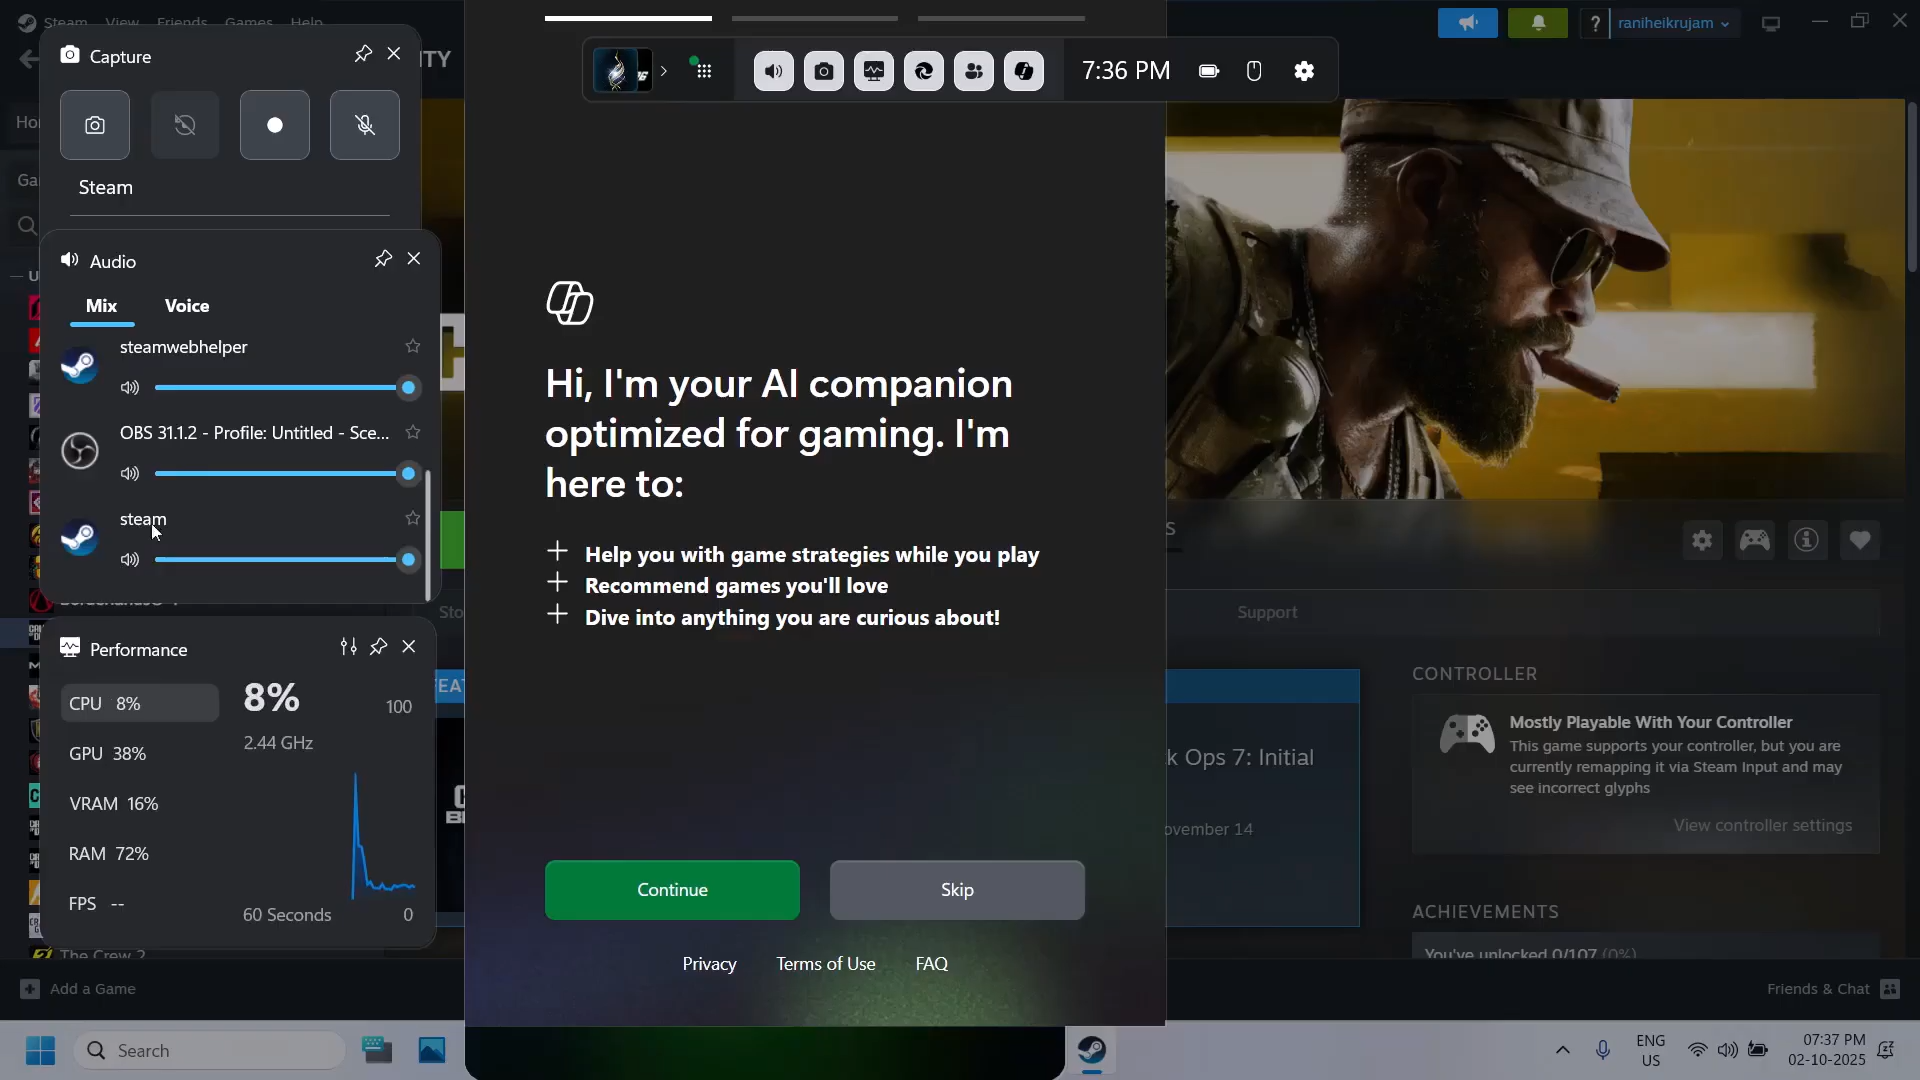 Steam View Friends Games Help
raniheikrujam
Capture
Steam
7:36 PM
Audio
Mix Voice
steamwebhelper
OBS 31.1.2 - Profile: Untitled - Sce...
steam
Performance
CPU 8%
GPU 38%
VRAM 16%
RAM 72%
FPS --
8%
100
2.44 GHz
60 Seconds
0
Hi, I'm your AI companion
optimized for gaming. I'm
here to:
Help you with game strategies while you play
Recommend games you'll love
Dive into anything you are curious about!
Continue
Skip
Privacy Terms of Use FAQ
Support
k Ops 7: Initial
ovember 14
CONTROLLER
Mostly Playable With Your Controller
This game supports your controller, but you are
currently remapping it via Steam Input and may
see incorrect glyphs
View controller settings
ACHIEVEMENTS
You've unlocked 0/107 (0%)
The Crew 2
Add a Game
Friends & Chat
Search
ENG
US
07:37 PM
02-10-2025